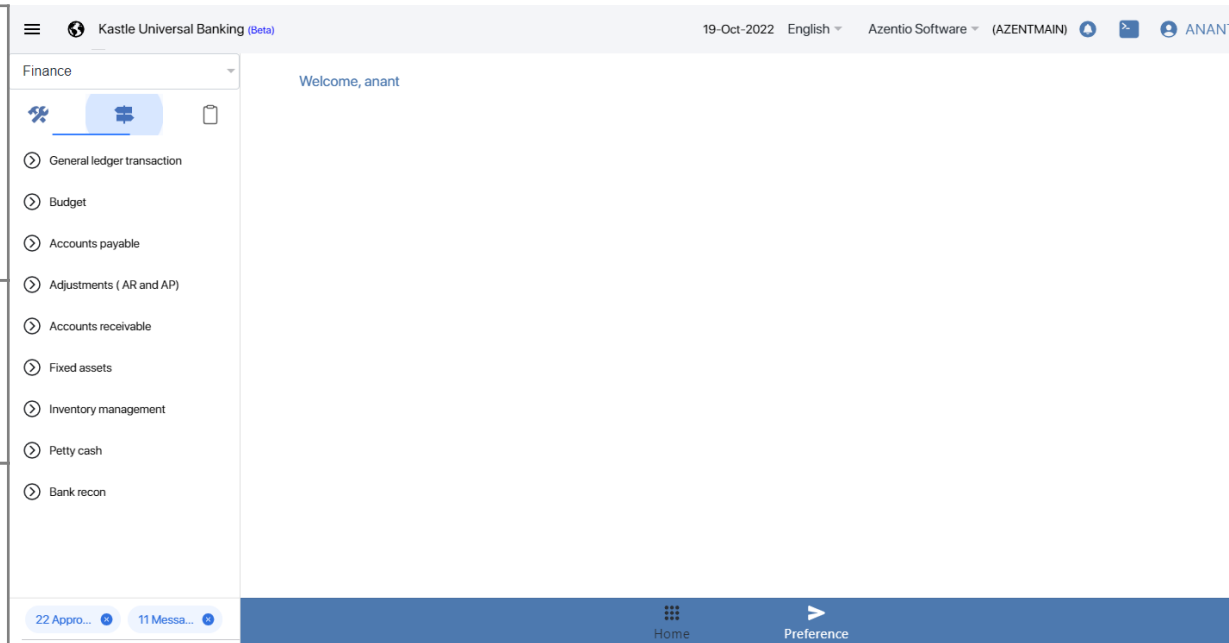 Kastle Universal Banking (Beta) 19-Oct-2022 English Azentio Software (AZENTMAIN) ANANT
Finance
Welcome, anant
General ledger transaction
Budget
Accounts payable
Adjustments ( AR and AP)
Accounts receivable
Fixed assets
Inventory management
Petty cash
Bank recon
22 Appro... 11 Messa...
Home Preference